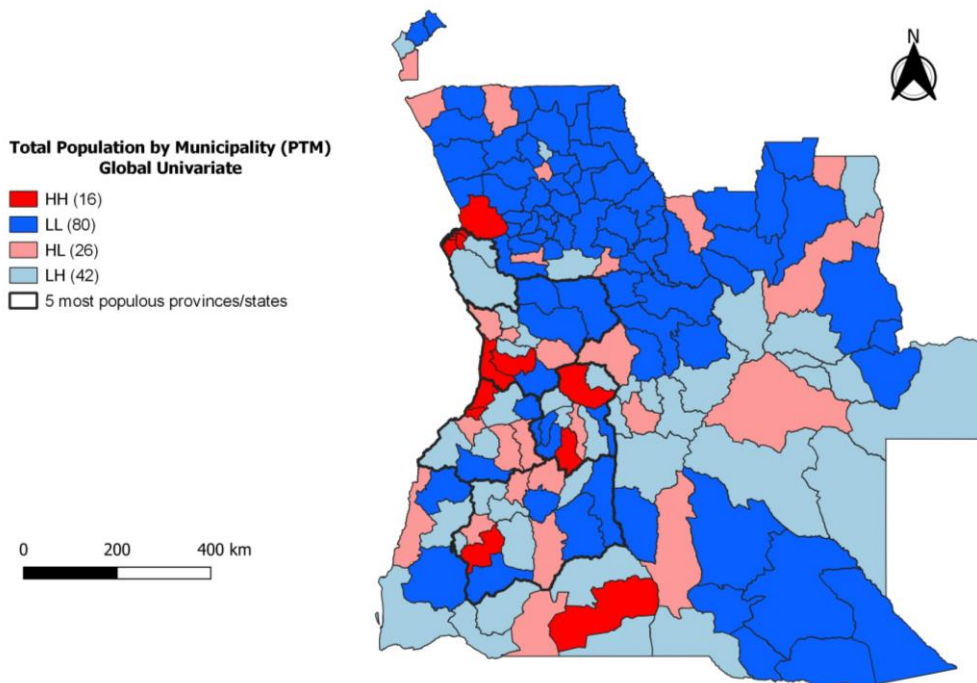 N
Total Population by Municipality (PTM)
Global Univariate
HH (16)
LL (80)
HL (26)
LH (42)
5 most populous provinces/states
0 200 400 km